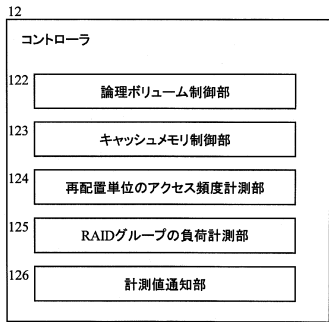 12
コントローラ
122
論理ボリューム制御部
123
キャッシュメモリ制御部
124
再配置単位のアクセス頻度計測部
125
RAIDグループの負荷計測部
126
計測値通知部